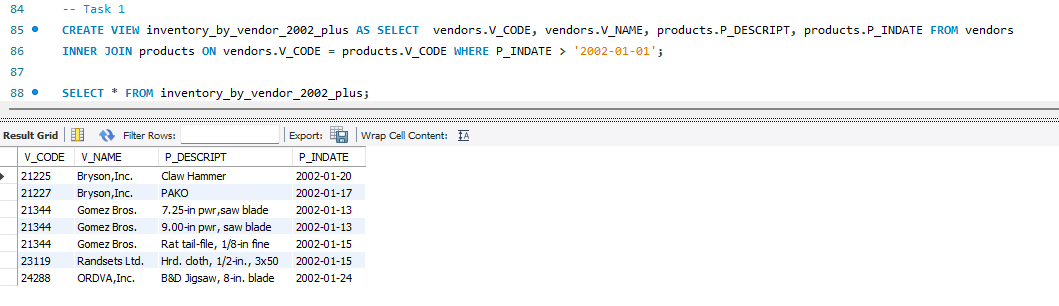 84 -- Task 1
85 CREATE VIEW inventory_by_vendor_2002_plus AS SELECT  vendors.V_CODE, vendors.V_NAME, products.P_DESCRIPT, products.P_INDATE FROM vendors
86 INNER JOIN products ON vendors.V_CODE = products.V_CODE WHERE P_INDATE > '2002-01-01';
87
88 SELECT * FROM inventory_by_vendor_2002_plus;
Result Grid Filter Rows: Export: Wrap Cell Content: IA
V_CODE V_NAME P_DESCRIPT P_INDATE
21225 Bryson,Inc. Claw Hammer 2002-01-20
21227 Bryson,Inc. PAKO 2002-01-17
21344 Gomez Bros. 7.25-in pwr,saw blade 2002-01-13
21344 Gomez Bros. 9.00-in pwr, saw blade 2002-01-13
21344 Gomez Bros. Rat tail-file, 1/8-in fine 2002-01-15
23119 Randsets Ltd. Hrd. cloth, 1/2-in., 3x50 2002-01-15
24288 ORDVA,Inc. B&D Jigsaw, 8-in. blade 2002-01-24